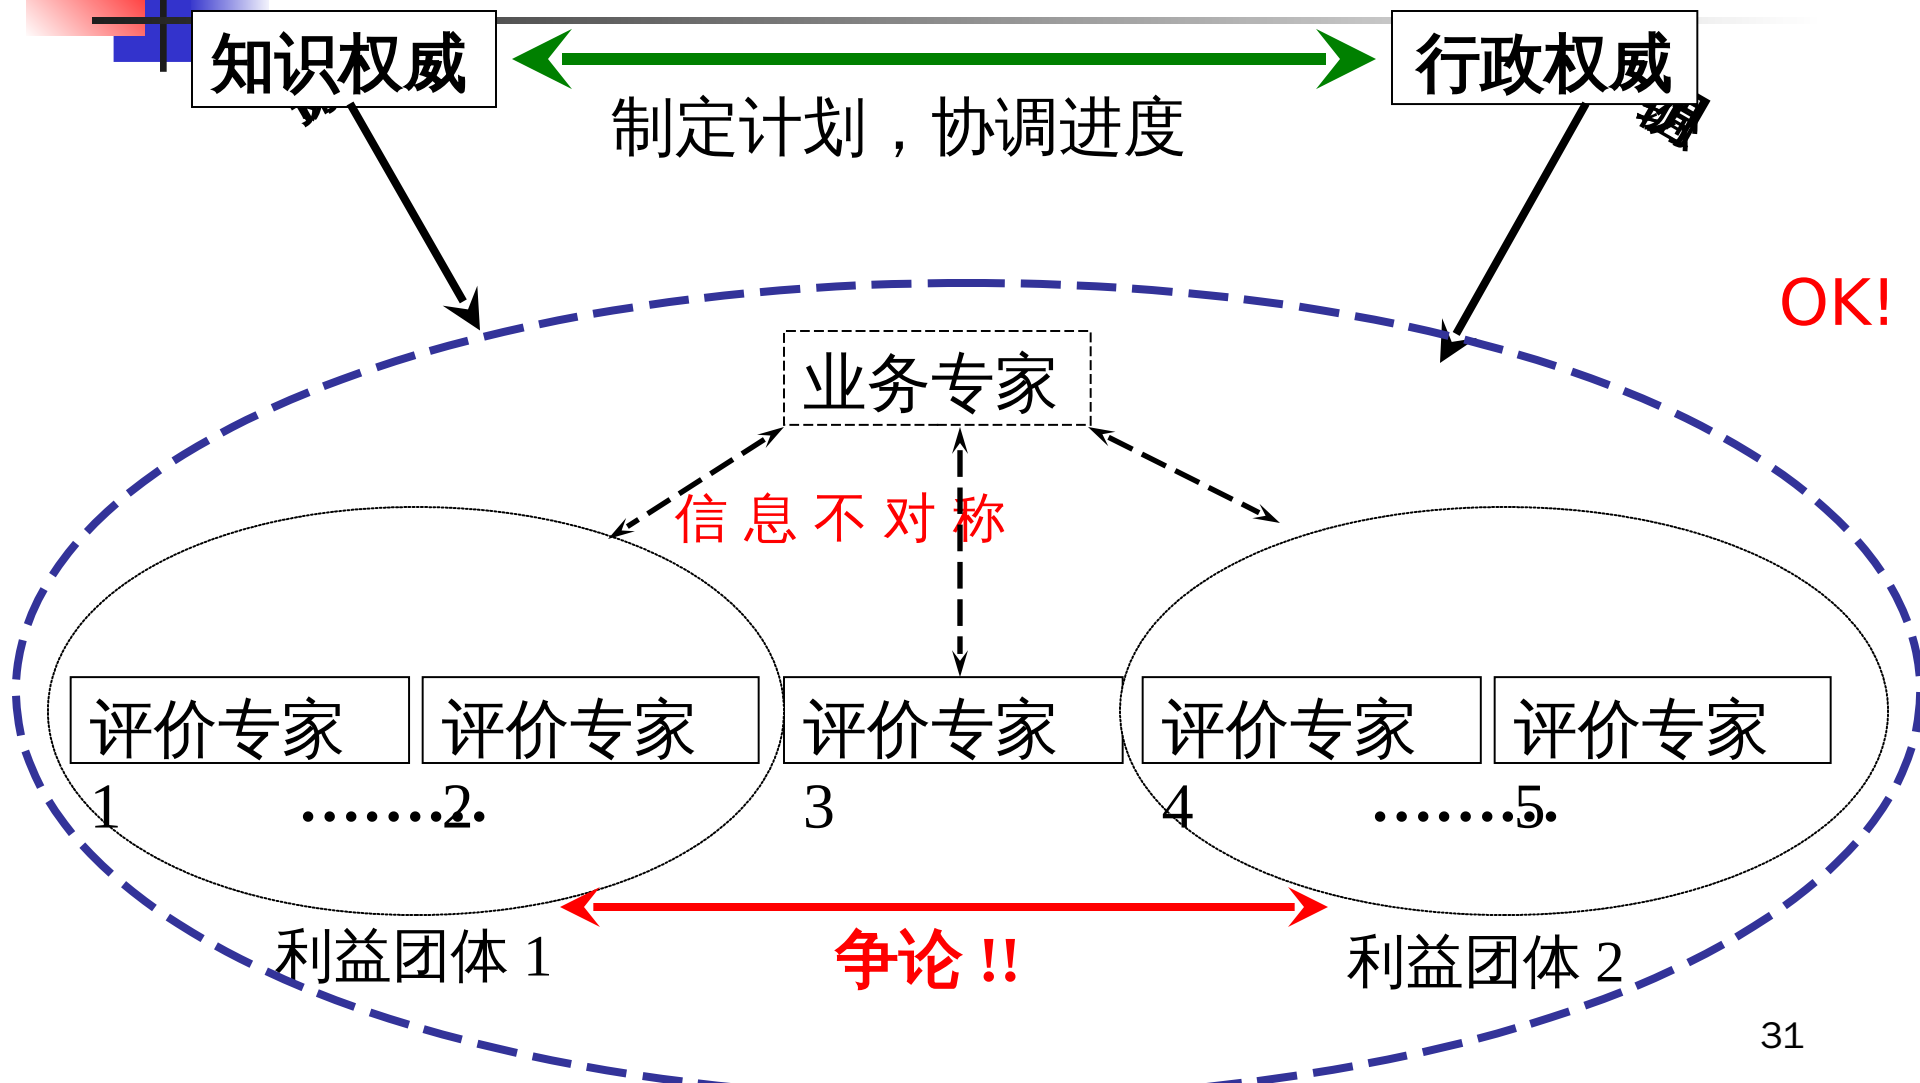 知识权威
行政权威
制定计划，协调进度
OK!
业务专家
信息不对称
评价专家1
评价专家2
评价专家3
评价专家4
评价专家5
………
………
利益团体1
争论!!
利益团体2
31